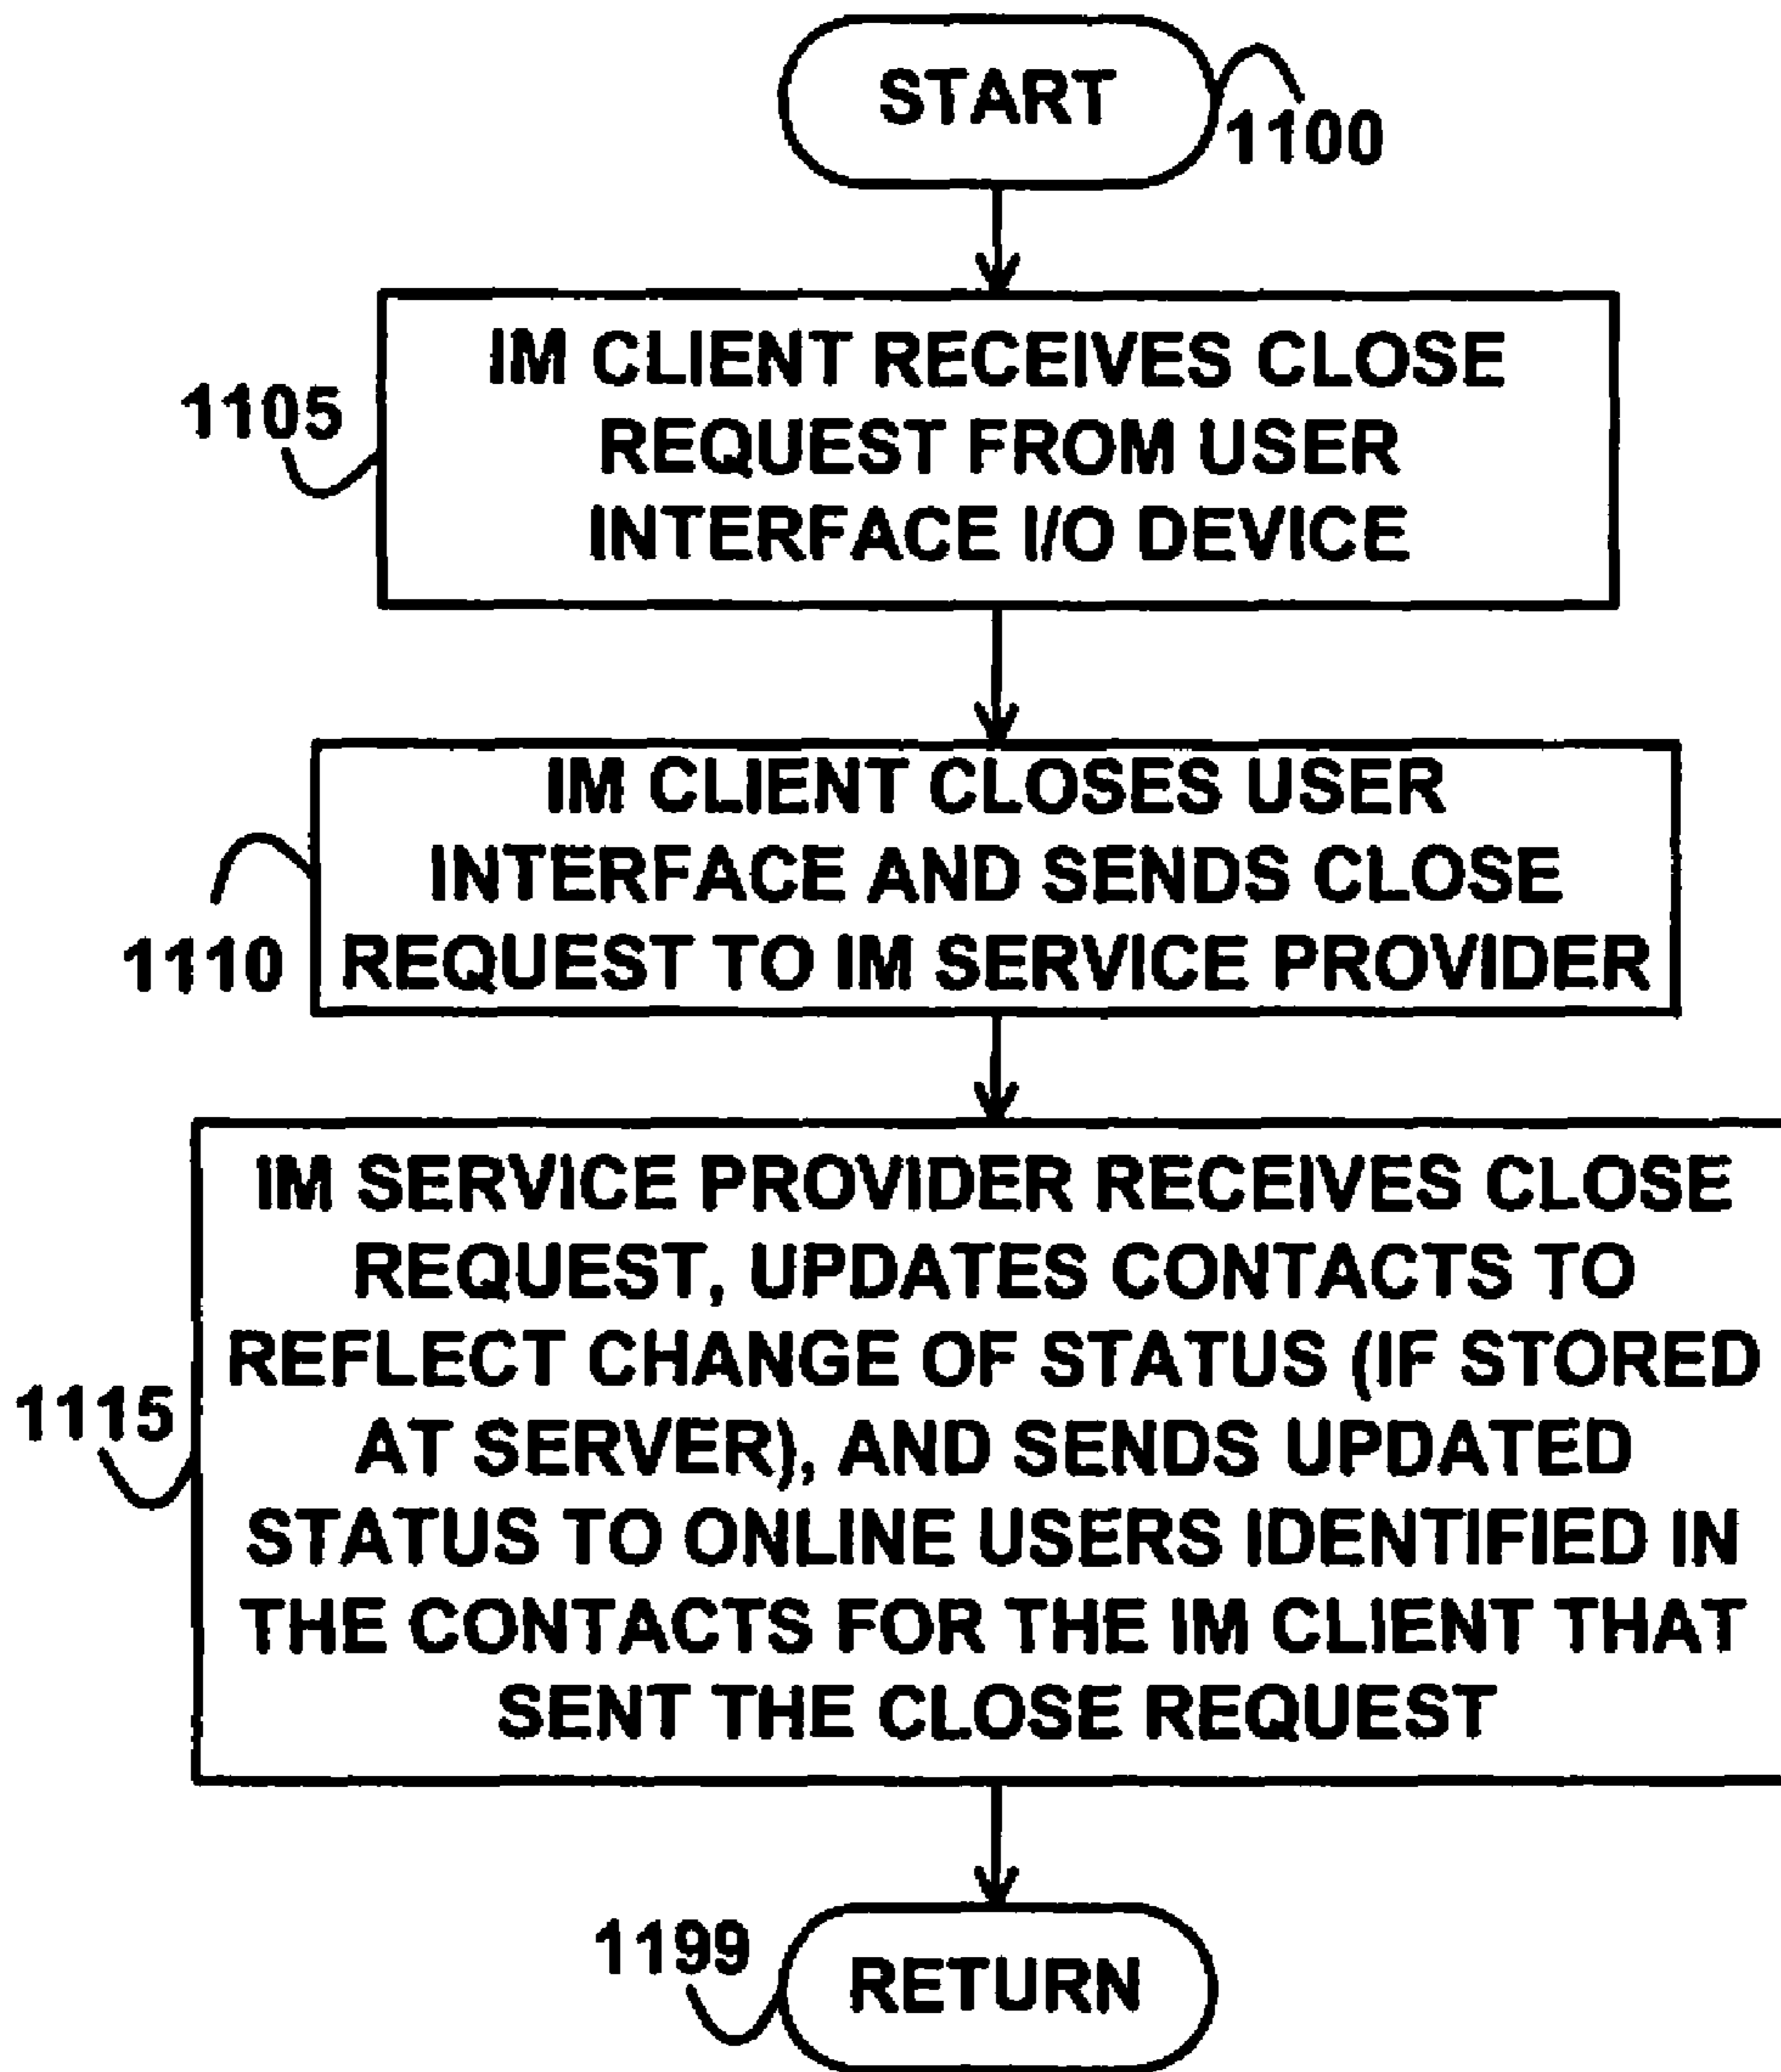 START
1100
IM CLIENT RECEIVES CLOSE
REQUEST FROM USER
INTERFACE I/O DEVICE
1105
IM CLIENT CLOSES USER
INTERFACE AND SENDS CLOSE
REQUEST TO IM SERVICE PROVIDER
1110
IM SERVICE PROVIDER RECEIVES CLOSE
REQUEST, UPDATES CONTACTS TO
REFLECT CHANGE OF STATUS (IF STORED
AT SERVER), AND SENDS UPDATED
STATUS TO ONLINE USERS IDENTIFIED IN
THE CONTACTS FOR THE IM CLIENT THAT
SENT THE CLOSE REQUEST
1115
1199
RETURN